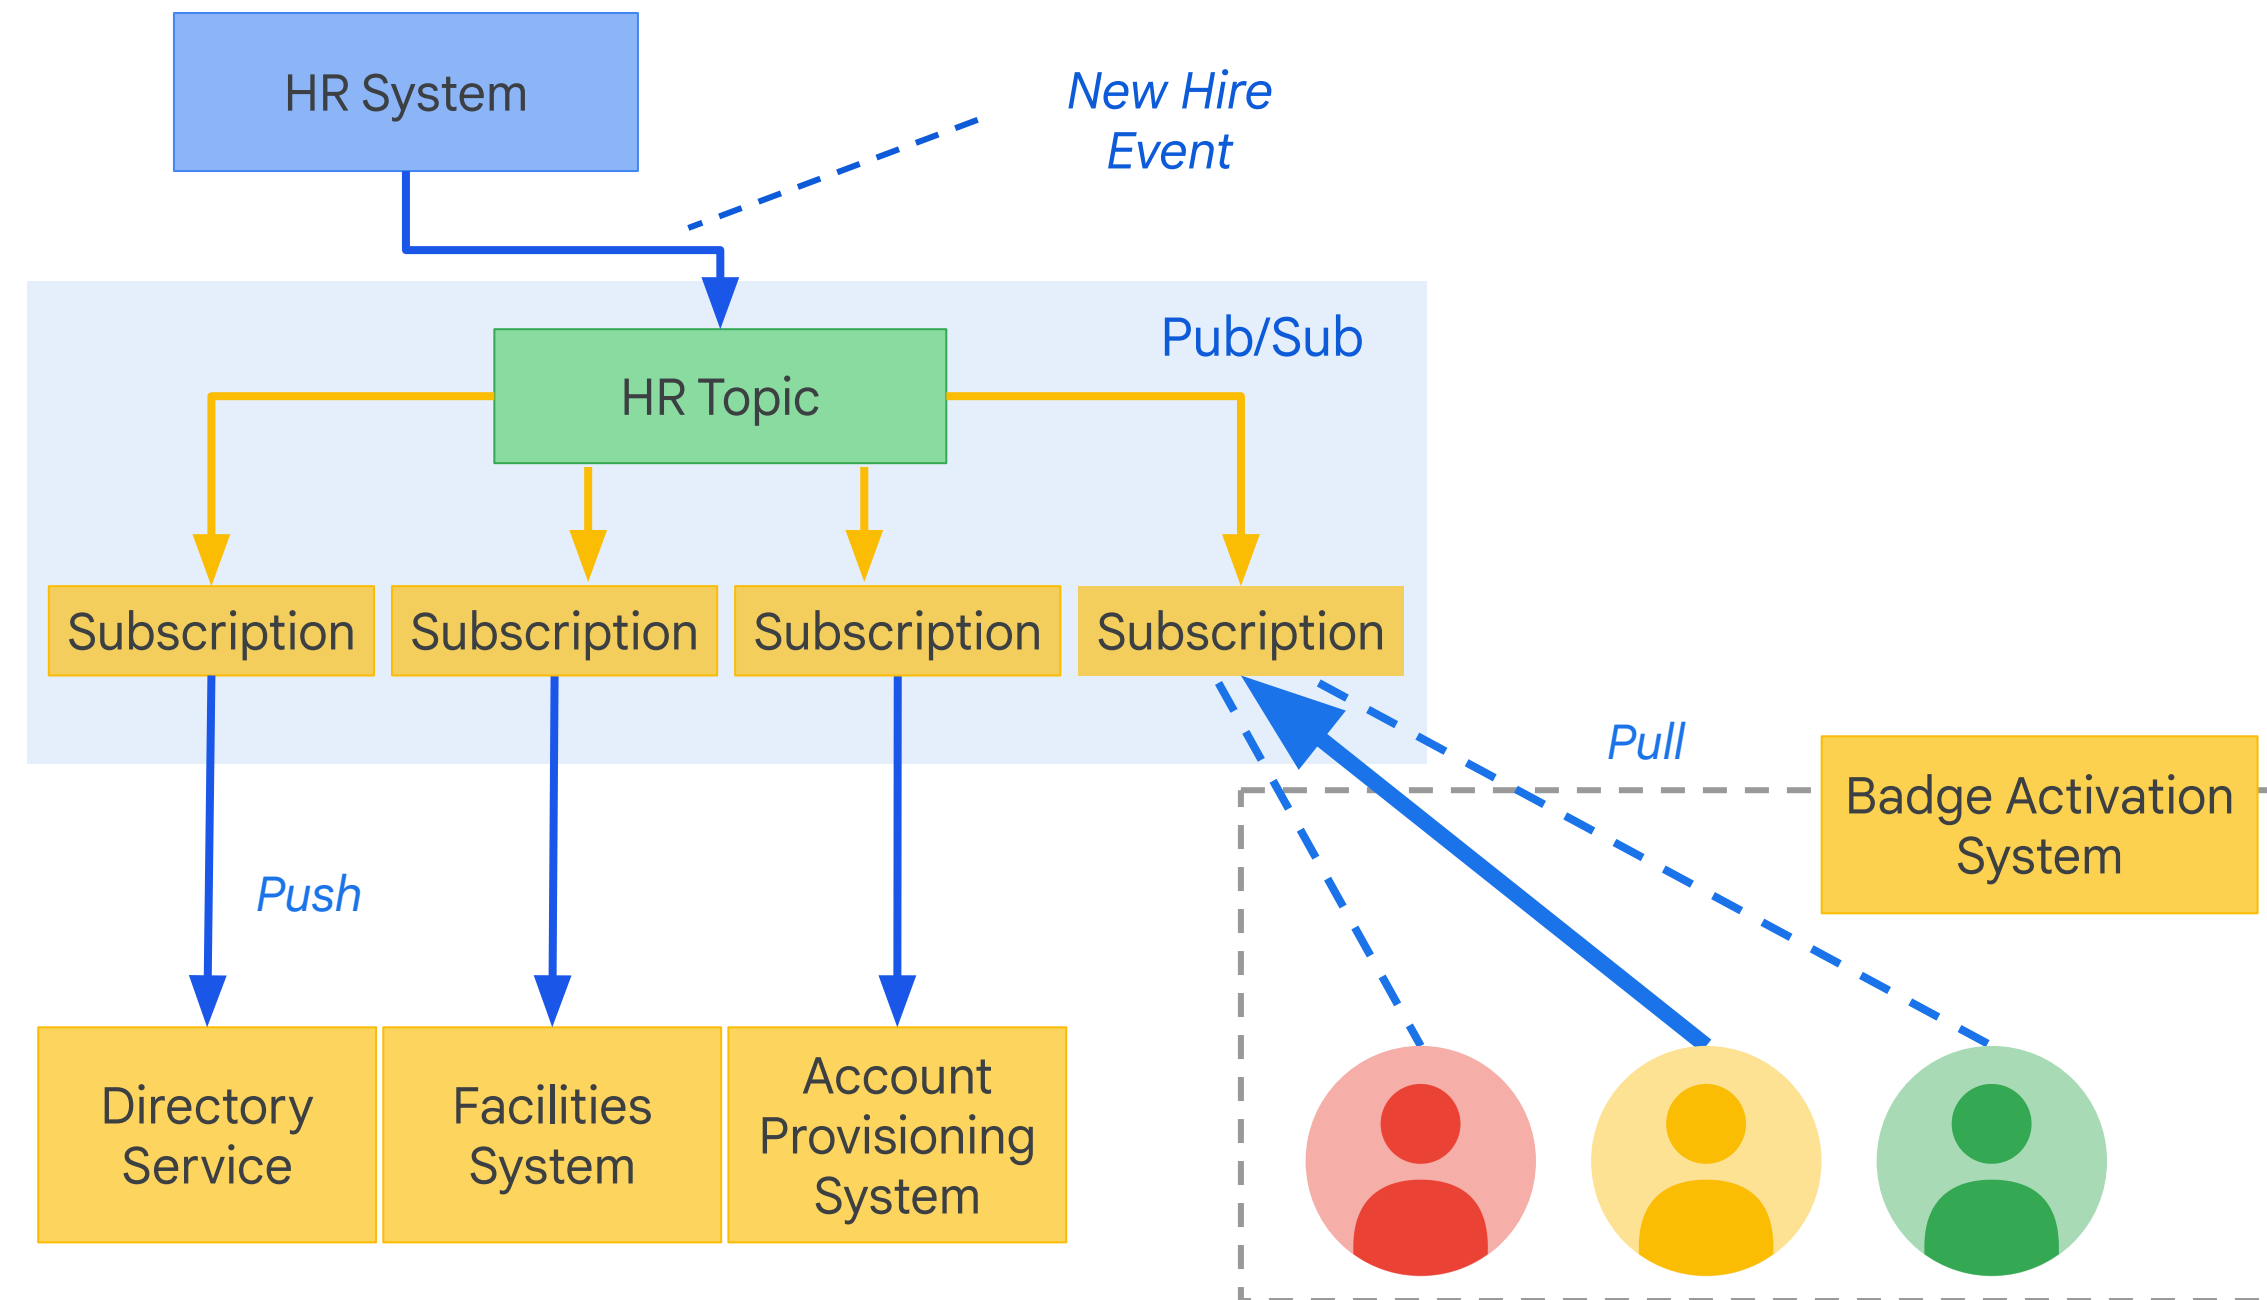 HR System
New Hire
Event
Pub/Sub
HR Topic
Subscription
Subscription
Subscription
Subscription
Pull
Badge Activation
System
Push
Directory
Service
Facilities
System
Account
Provisioning
System